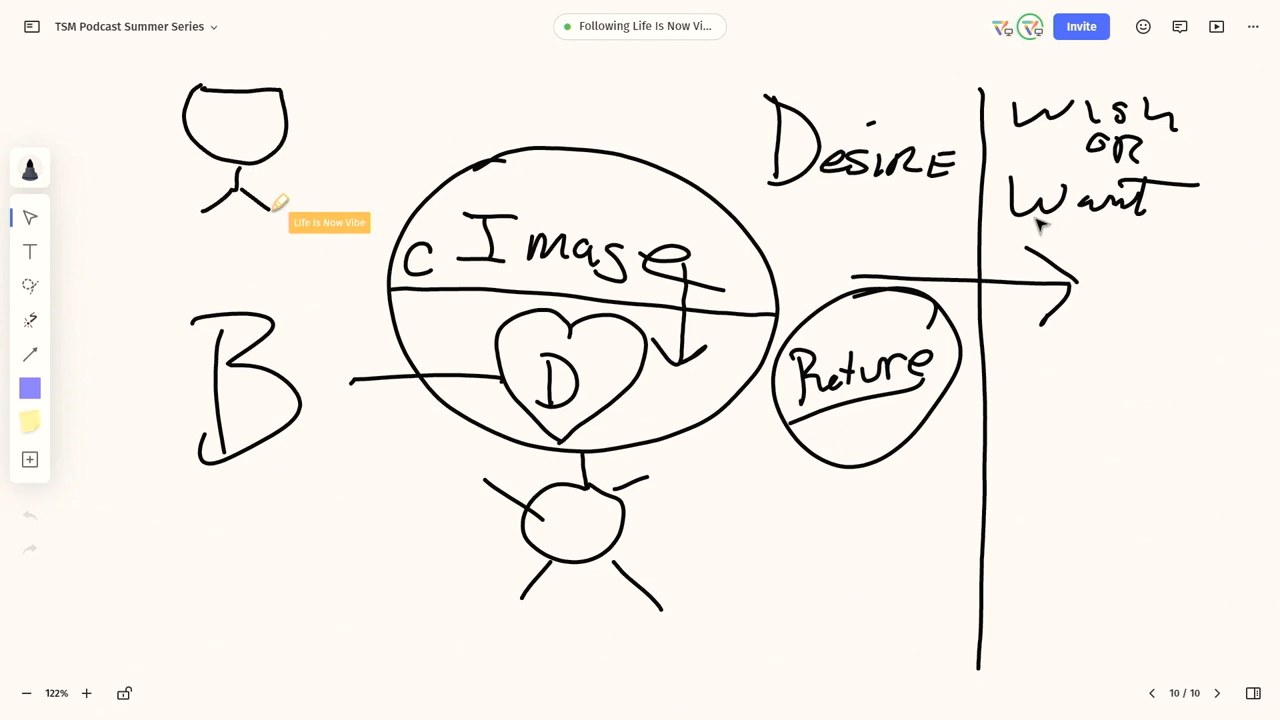 TSM Podcast Summer Series
Following Life Is Now Vi...
Invite
Desire
Wish
OR
Want
Life Is Now Vibe
C Image
B
D
Rature
122%
10 / 10